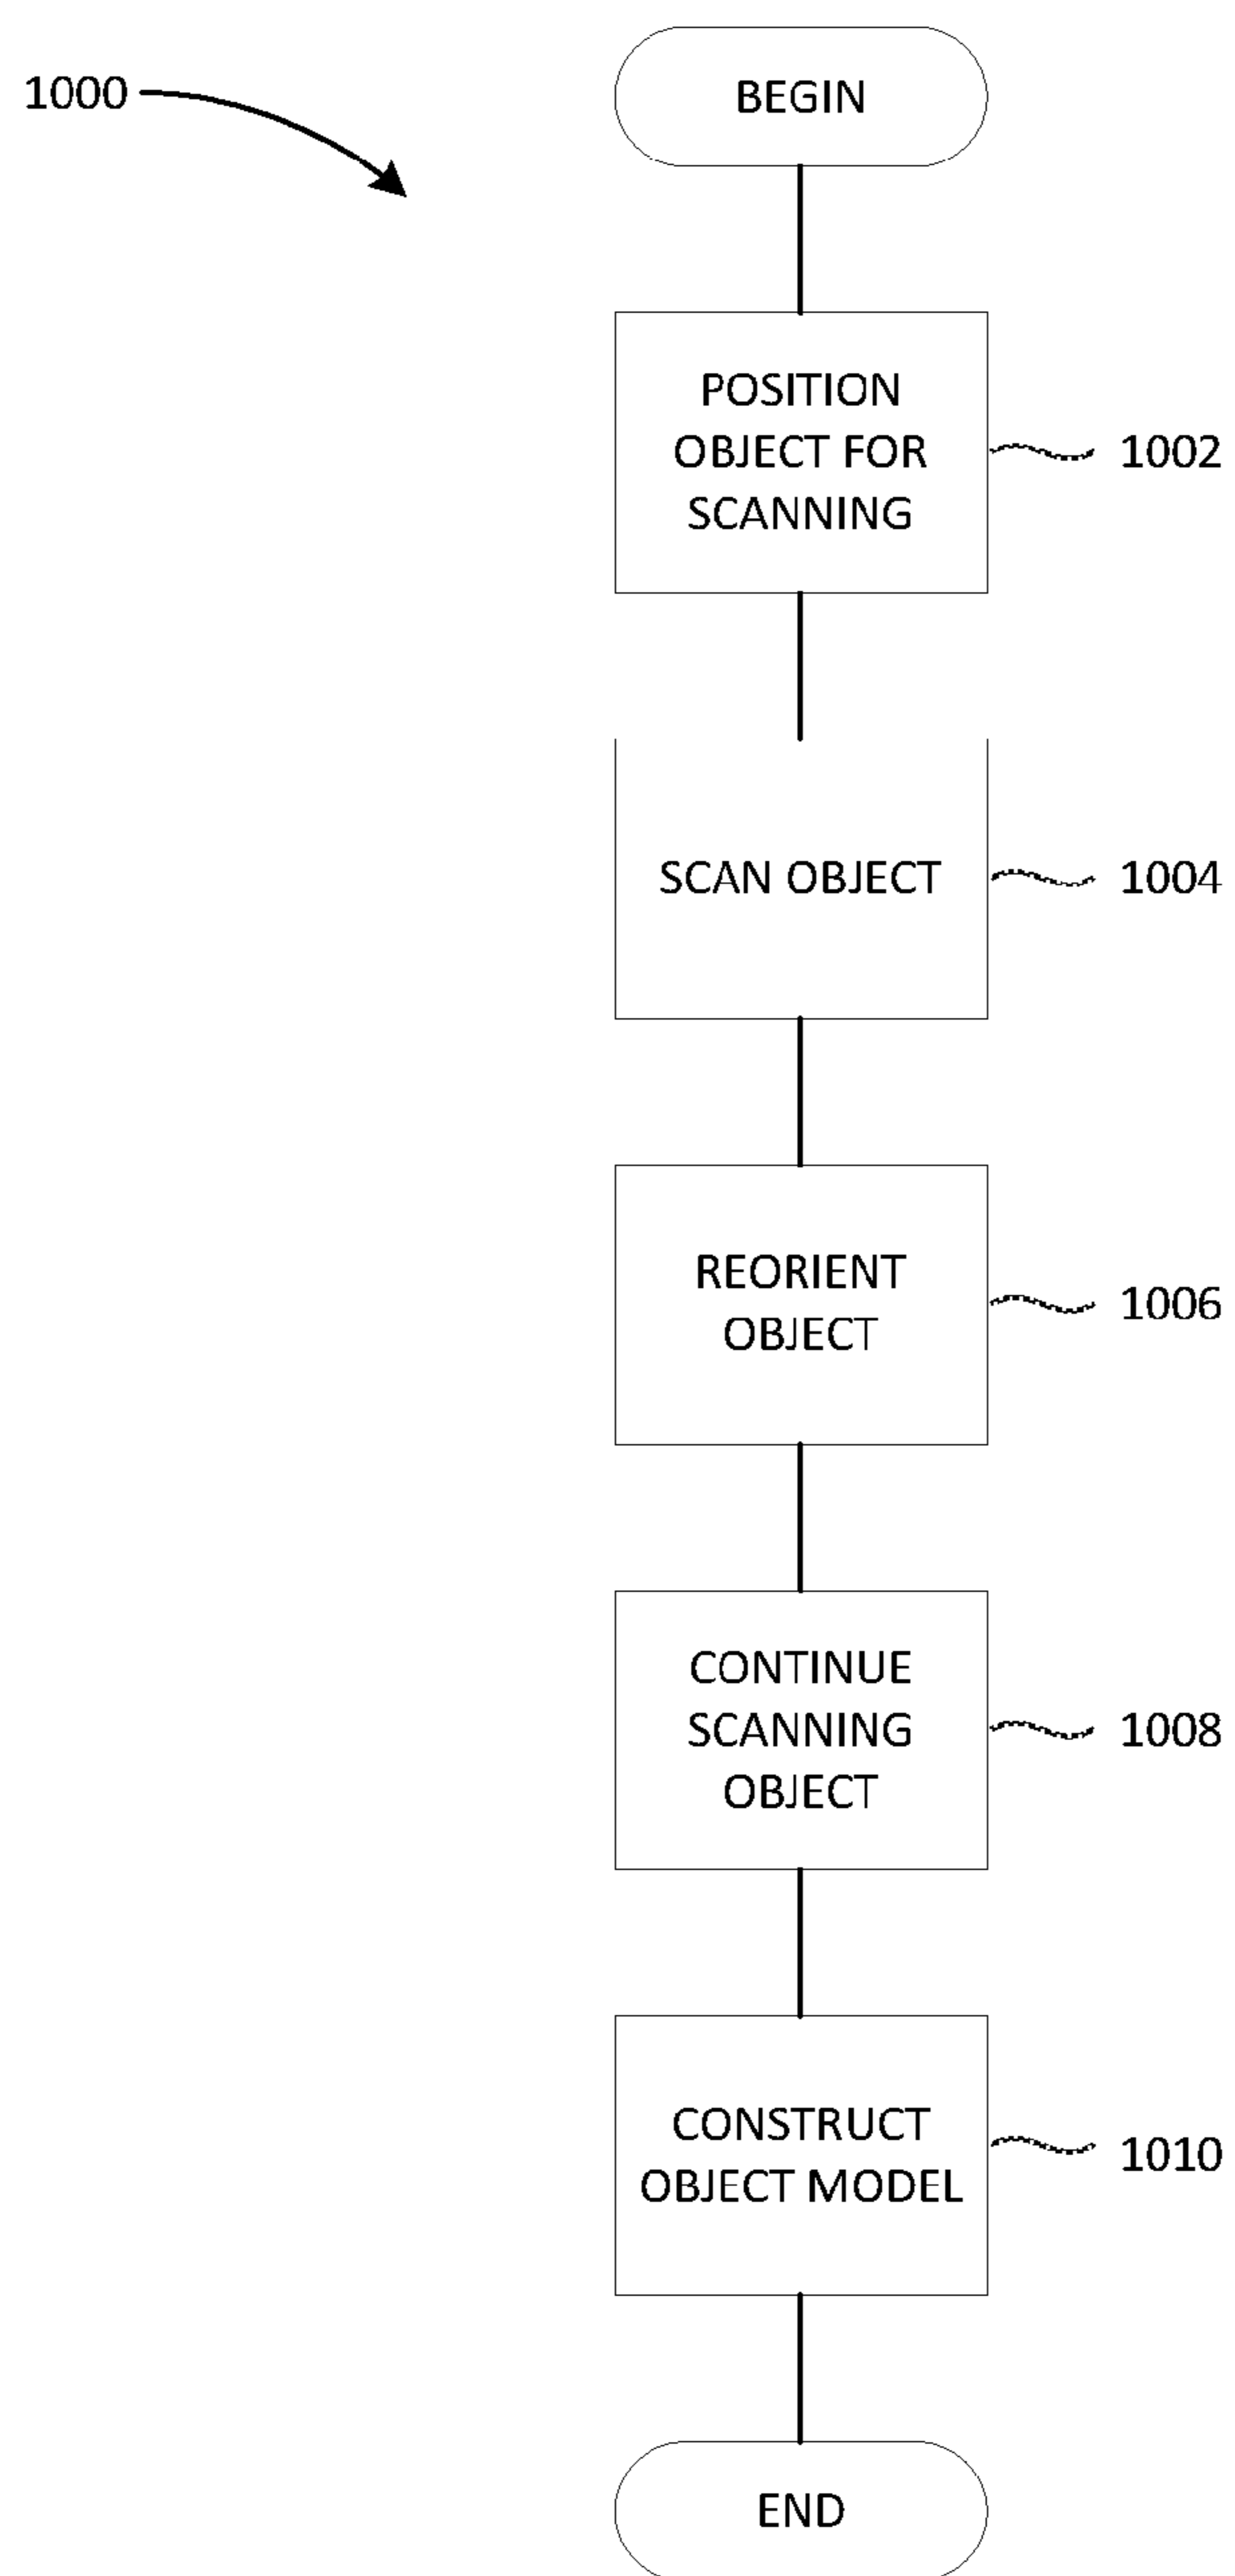 1000
BEGIN
POSITION
OBJECT FOR
SCANNING
1002
SCAN OBJECT
1004
REORIENT
OBJECT
1006
CONTINUE
SCANNING
OBJECT
1008
CONSTRUCT
OBJECT MODEL
1010
END